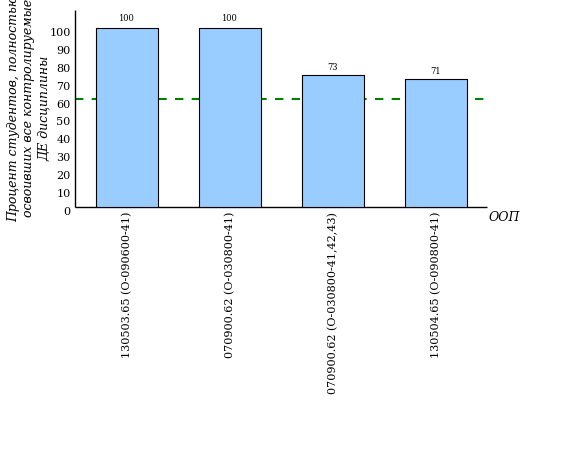 Процент студентов, полностью
освоивших все контролируемые
ДЕ дисциплины
100
90
80
70
60
50
40
30
20
10
0
100
100
73
71
ООП
130503.65 (О-090600-41)
070900.62 (О-030800-41)
070900.62 (О-030800-41,42,43)
130504.65 (О-090800-41)